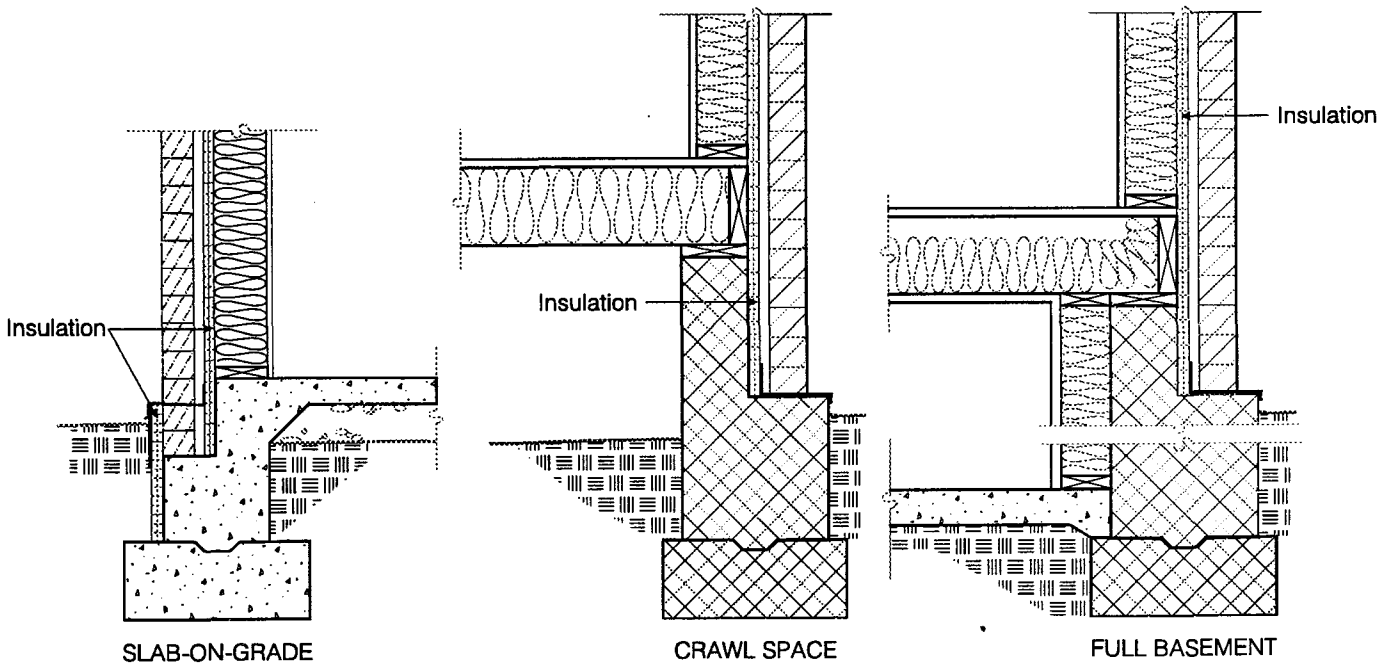 Insulation
Insulation
Insulation
SLAB-ON-GRADE
CRAWL SPACE
FULL BASEMENT